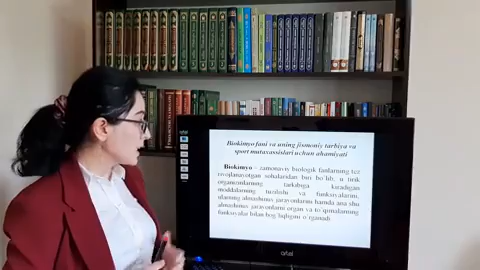 Biokimyo fani va uning jismoniy tarbiya va
sport mutaxassislari uchun ahamiyati
Biokimyo – zamonaviy biologik fanlarning tez
rivojlanayotgan sohalaridan biri bo'lib, u tirik
organizmlarning tarkibiga kiradigan
moddalarning tuzilishi va funksiyalarini,
ularning almashinuv jarayonlarini hamda ana shu
almashinuv jarayonlarini organ va to'qimalarning
funksiyalari bilan bog'liqligini o'rganadi
artel